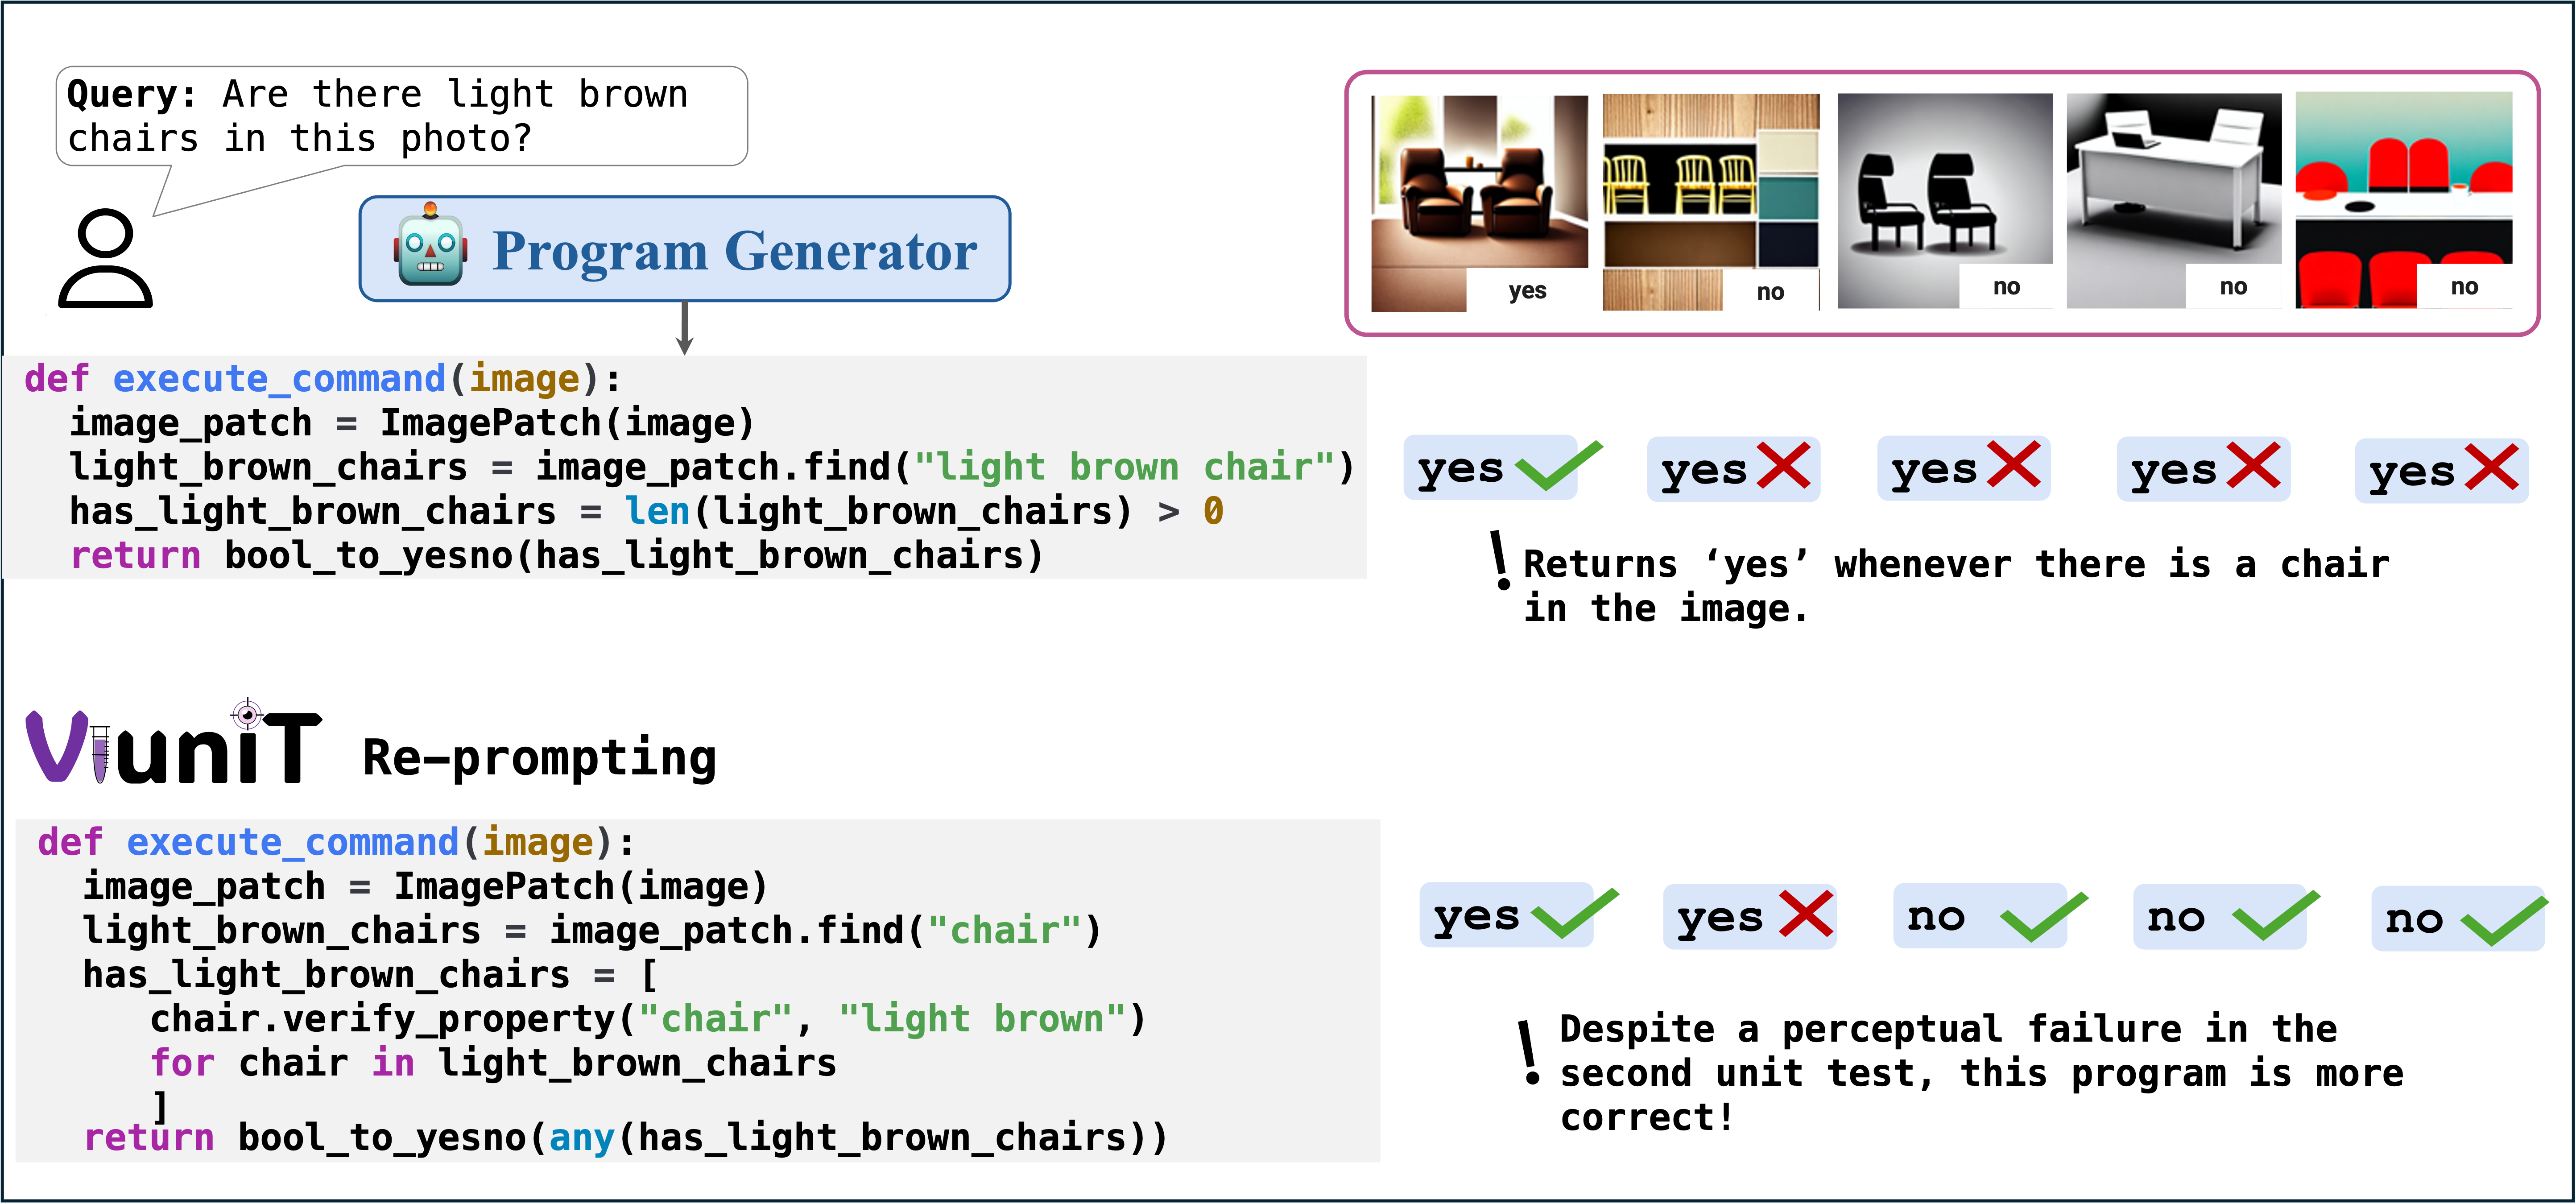 Query: Are there light brown
chairs in this photo?
Program Generator
yes
no
no
no
no
def execute_command(image):
image_patch = ImagePatch(image)
light_brown_chairs = image_patch.find("light brown chair")
has_light_brown_chairs = len(light_brown_chairs) > 0
return bool_to_yesno(has_light_brown_chairs)
yes
yes
yes
yes
yes
! Returns ‘yes’ whenever there is a chair
in the image.
ViuniT Re-prompting
def execute_command(image):
image_patch = ImagePatch(image)
light_brown_chairs = image_patch.find("chair")
has_light_brown_chairs = [
chair.verify_property("chair", "light brown")
for chair in light_brown_chairs
]
return bool_to_yesno(any(has_light_brown_chairs))
yes
yes
no
no
no
! Despite a perceptual failure in the
second unit test, this program is more
correct!